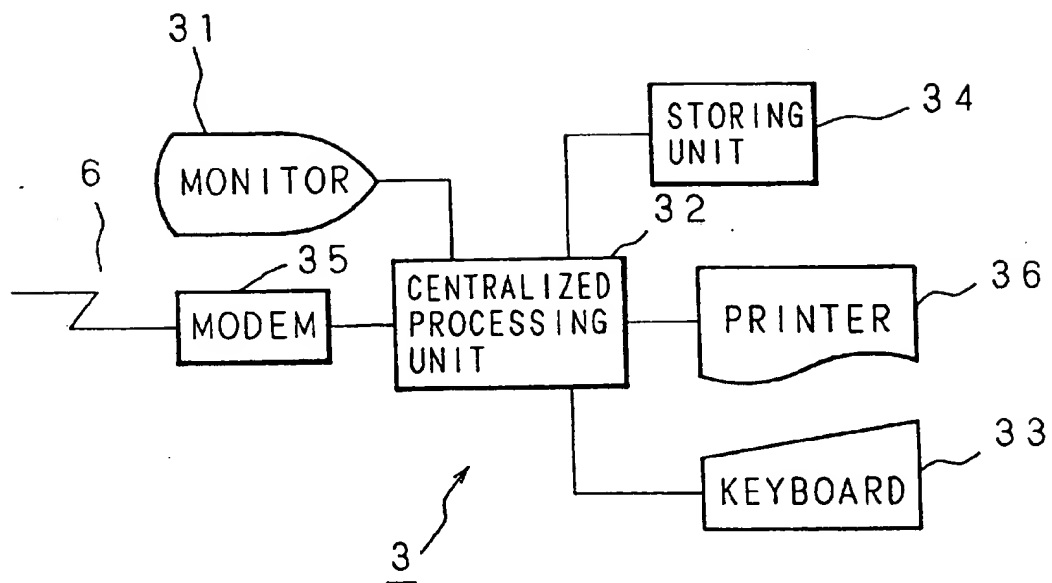 31
MONITOR
6
35
MODEM
STORING
UNIT
34
32
CENTRALIZED
PROCESSING
UNIT
PRINTER
36
KEYBOARD
33
3